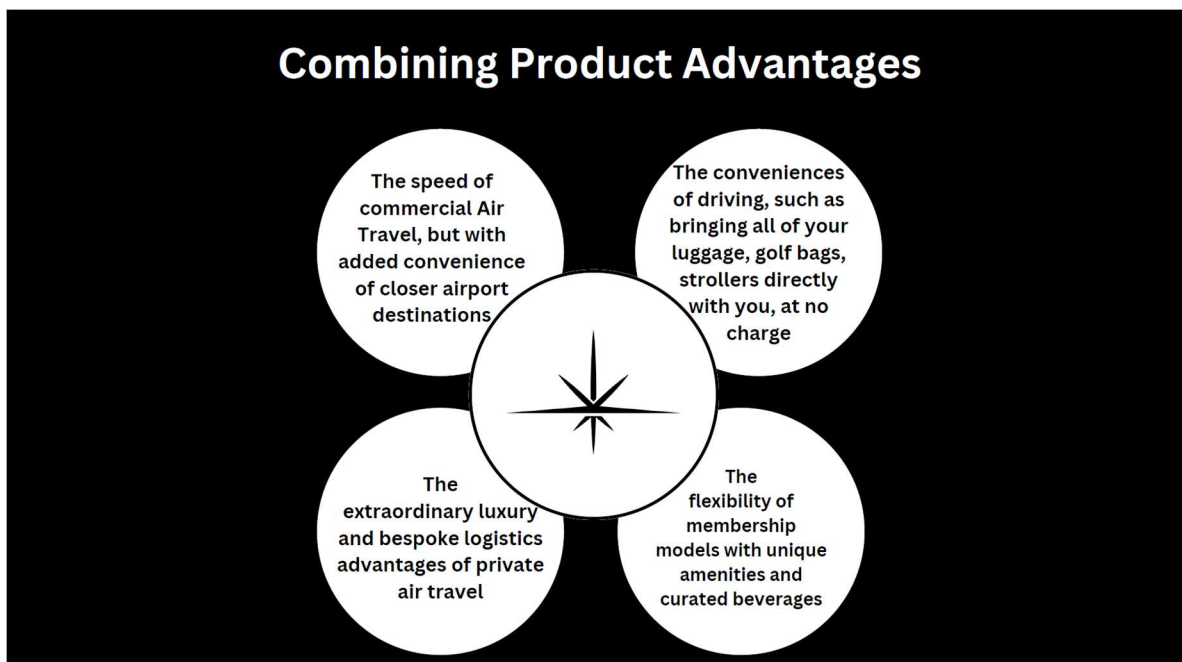 Combining Product Advantages
The speed of
commercial Air
Travel, but with
added convenience
of closer airport
destinations
The conveniences
of driving, such as
bringing all of your
luggage, golf bags,
strollers directly
with you, at no
charge
The
extraordinary luxury
and bespoke logistics
advantages of private
air travel
The
flexibility of
membership
models with unique
amenities and
curated beverages